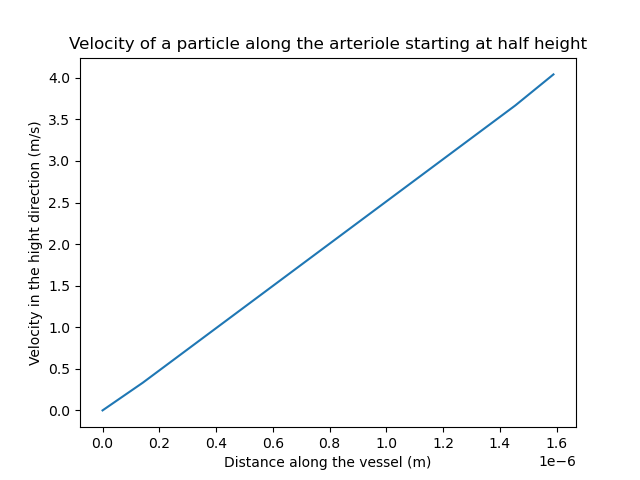 Velocity of a particle along the arteriole starting at half height
Velocity in the hight direction (m/s)
4.0
3.5
3.0
2.5
2.0
1.5
1.0
0.5
0.0
0.0 0.2 0.4 0.6 0.8 1.0 1.2 1.4 1.6
1e−6
Distance along the vessel (m)